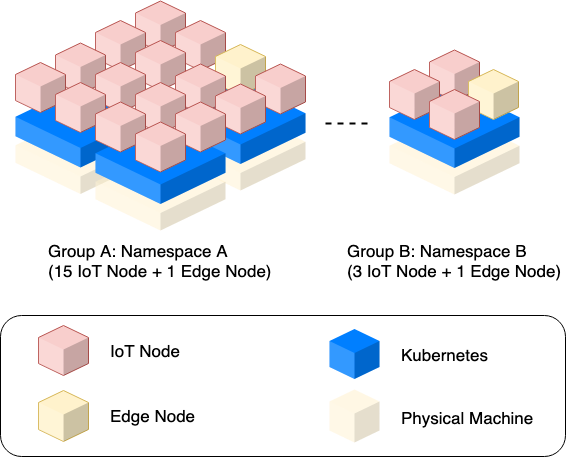 Group A: Namespace A
(15 IoT Node + 1 Edge Node)
Group B: Namespace B
(3 IoT Node + 1 Edge Node)
IoT Node
Kubernetes
Edge Node
Physical Machine